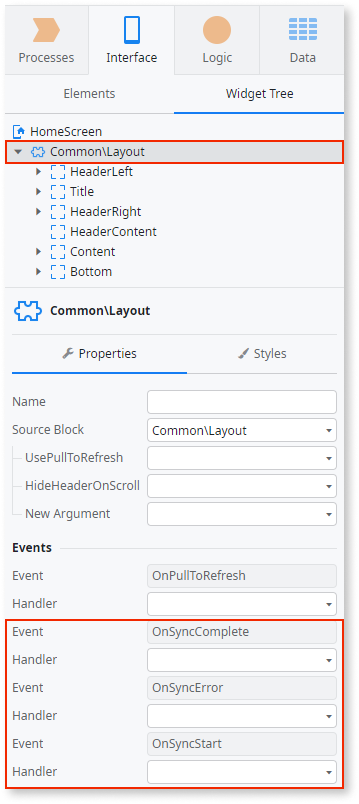 Processes
Interface
Logic
Data
Elements
Widget Tree
HomeScreen
Common\Layout
HeaderLeft
Title
HeaderRight
HeaderContent
Content
Bottom
Common\Layout
Properties
Styles
Name
Source Block Common\Layout
UsePullToRefresh
HideHeaderOnScroll
New Argument
Events
Event OnPullToRefresh
Handler
Event OnSyncComplete
Handler
Event OnSyncError
Handler
Event OnSyncStart
Handler